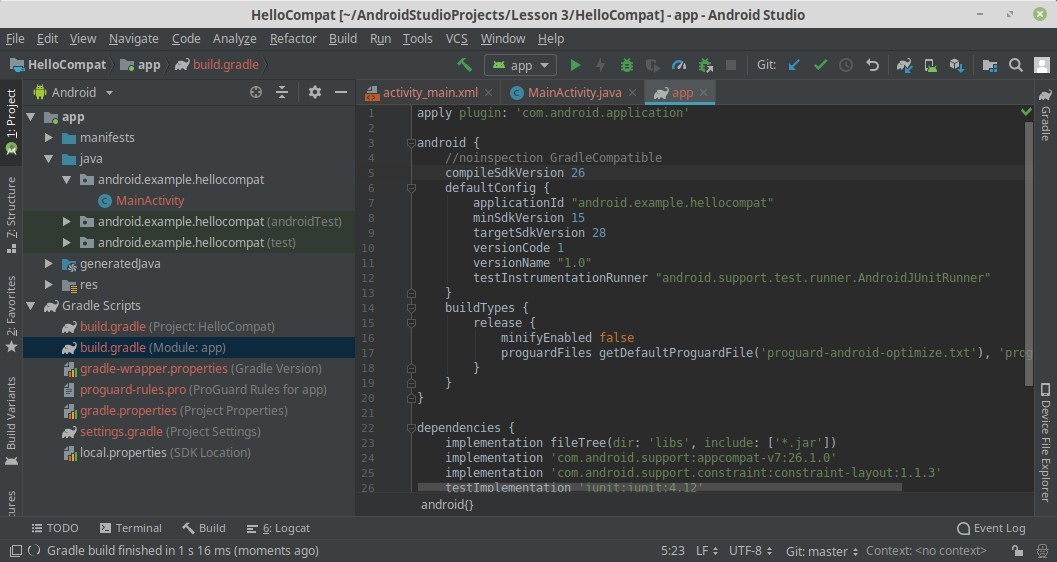 HelloCompat [~/AndroidStudioProjects/Lesson 3/HelloCompat] - app - Android Studio
File Edit View Navigate Code Analyze Refactor Build Run Tools VCS Window Help
HelloCompat app build.gradle app Git:
1: Project
Z: Structure
2: Favorites
Build Variants
Android
app
manifests
java
android.example.hellocompat
MainActivity
android.example.hellocompat (androidTest)
android.example.hellocompat (test)
generatedJava
res
Gradle Scripts
build.gradle (Project: HelloCompat)
build.gradle (Module: app)
gradle-wrapper.properties (Gradle Version)
proguard-rules.pro (ProGuard Rules for app)
gradle.properties (Project Properties)
settings.gradle (Project Settings)
local.properties (SDK Location)
activity_main.xml MainActivity.java app
1 apply plugin: 'com.android.application'
2
3 android {
4 //noinspection GradleCompatible
5 compileSdkVersion 26
6 defaultConfig {
7 applicationId "android.example.hellocompat"
8 minSdkVersion 15
9 targetSdkVersion 28
10 versionCode 1
11 versionName "1.0"
12 testInstrumentationRunner "android.support.test.runner.AndroidJUnitRunner"
13 }
14 buildTypes {
15 release {
16 minifyEnabled false
17 proguardFiles getDefaultProguardFile('proguard-android-optimize.txt'),
18 }
19 }
20 }
21
22 dependencies {
23 implementation fileTree(dir: 'libs', include: ['*.jar'])
24 implementation 'com.android.support:appcompat-v7:26.1.0'
25 implementation 'com.android.support.constraint:constraint-layout:1.1.3'
26 testImplementation 'junit:junit:4.12'
android{}
Gradle
Device File Explorer
TODO Terminal Build 6: Logcat Event Log
Gradle build finished in 1 s 16 ms (moments ago) 5:23 LF UTF-8 Git: master Context: <no context>